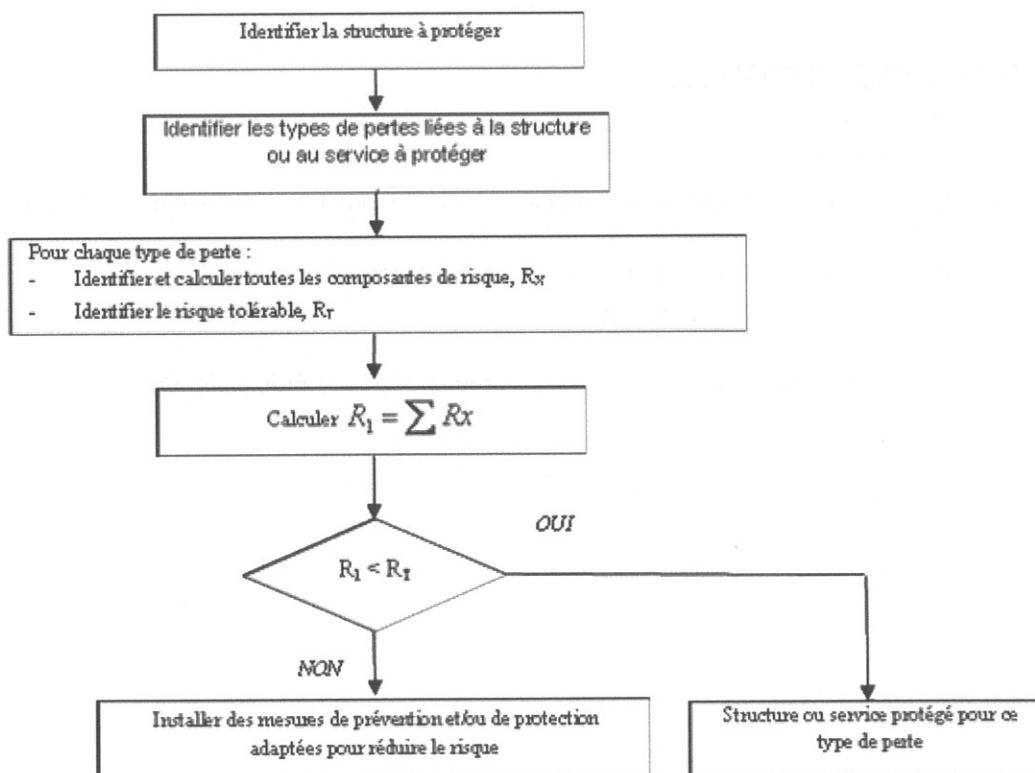 Identifier la structure à protéger
Identifier les types de pertes liées à la structure
ou au service à protéger
Pour chaque type de perte :
- Identifier et calculer toutes les composantes de risque, Rx
- Identifier le risque tolérable, RT
Calculer R1 = ∑ Rx
OUI
R1 < RT
NON
Installer des mesures de prévention et/ou de protection
adaptées pour réduire le risque
Structure ou service protégé pour ce
type de perte